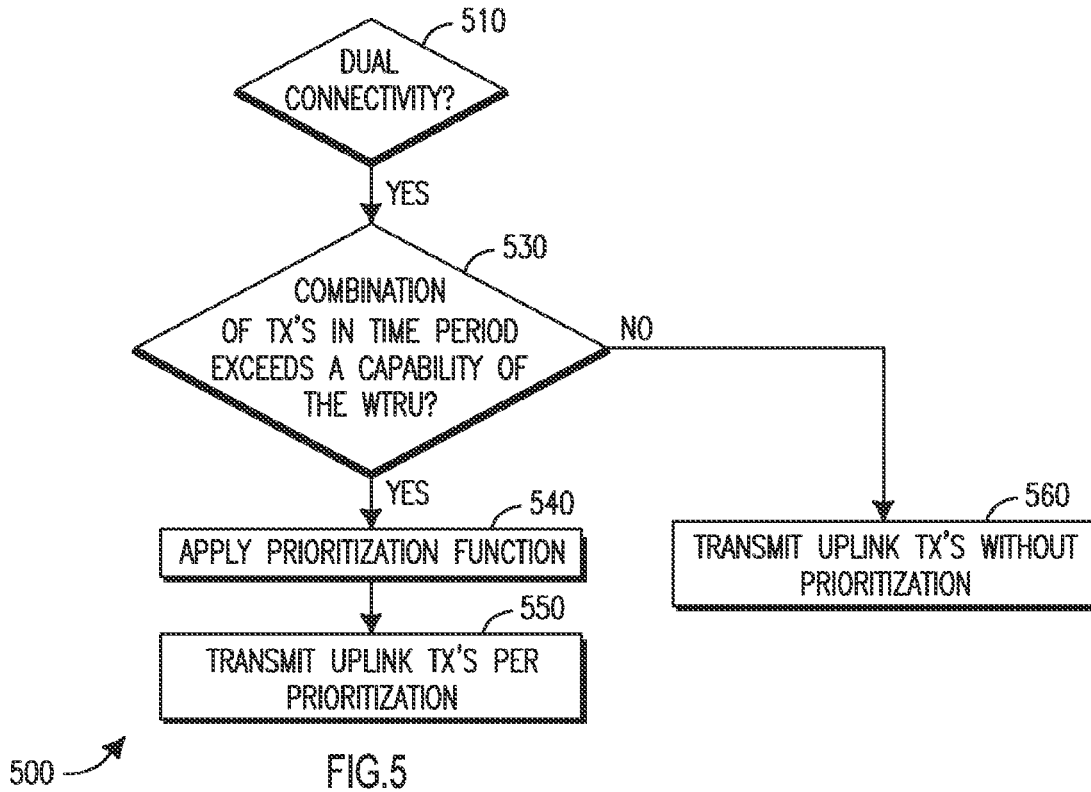 510
DUAL
CONNECTIVITY?
YES
530
COMBINATION
OF TX'S IN TIME PERIOD
EXCEEDS A CAPABILITY OF
THE WTRU?
NO
YES
540
APPLY PRIORITIZATION FUNCTION
560
TRANSMIT UPLINK TX'S WITHOUT
PRIORITIZATION
550
TRANSMIT UPLINK TX'S PER
PRIORITIZATION
500
FIG.5